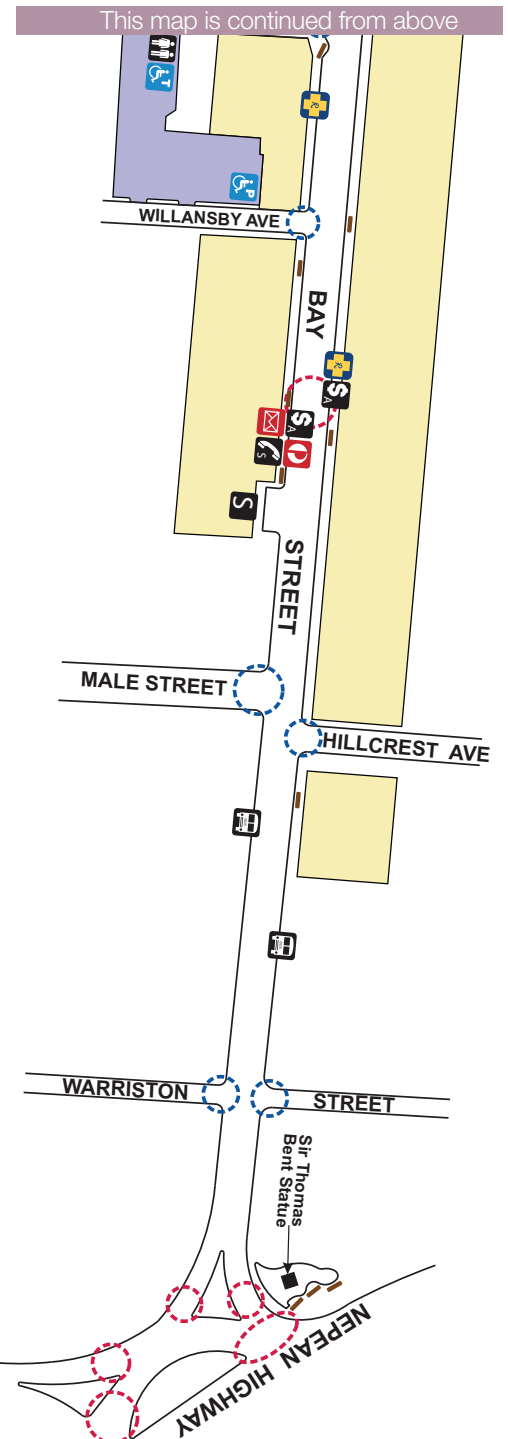 This map is continued from above
T
R
P
WILLANSBY AVE
BAY
R
$A
$A
P
S
S
STREET
MALE STREET
HILLCREST AVE
WARRISTON STREET
Sir Thomas
Bent Statue
NEPEAN HIGHWAY